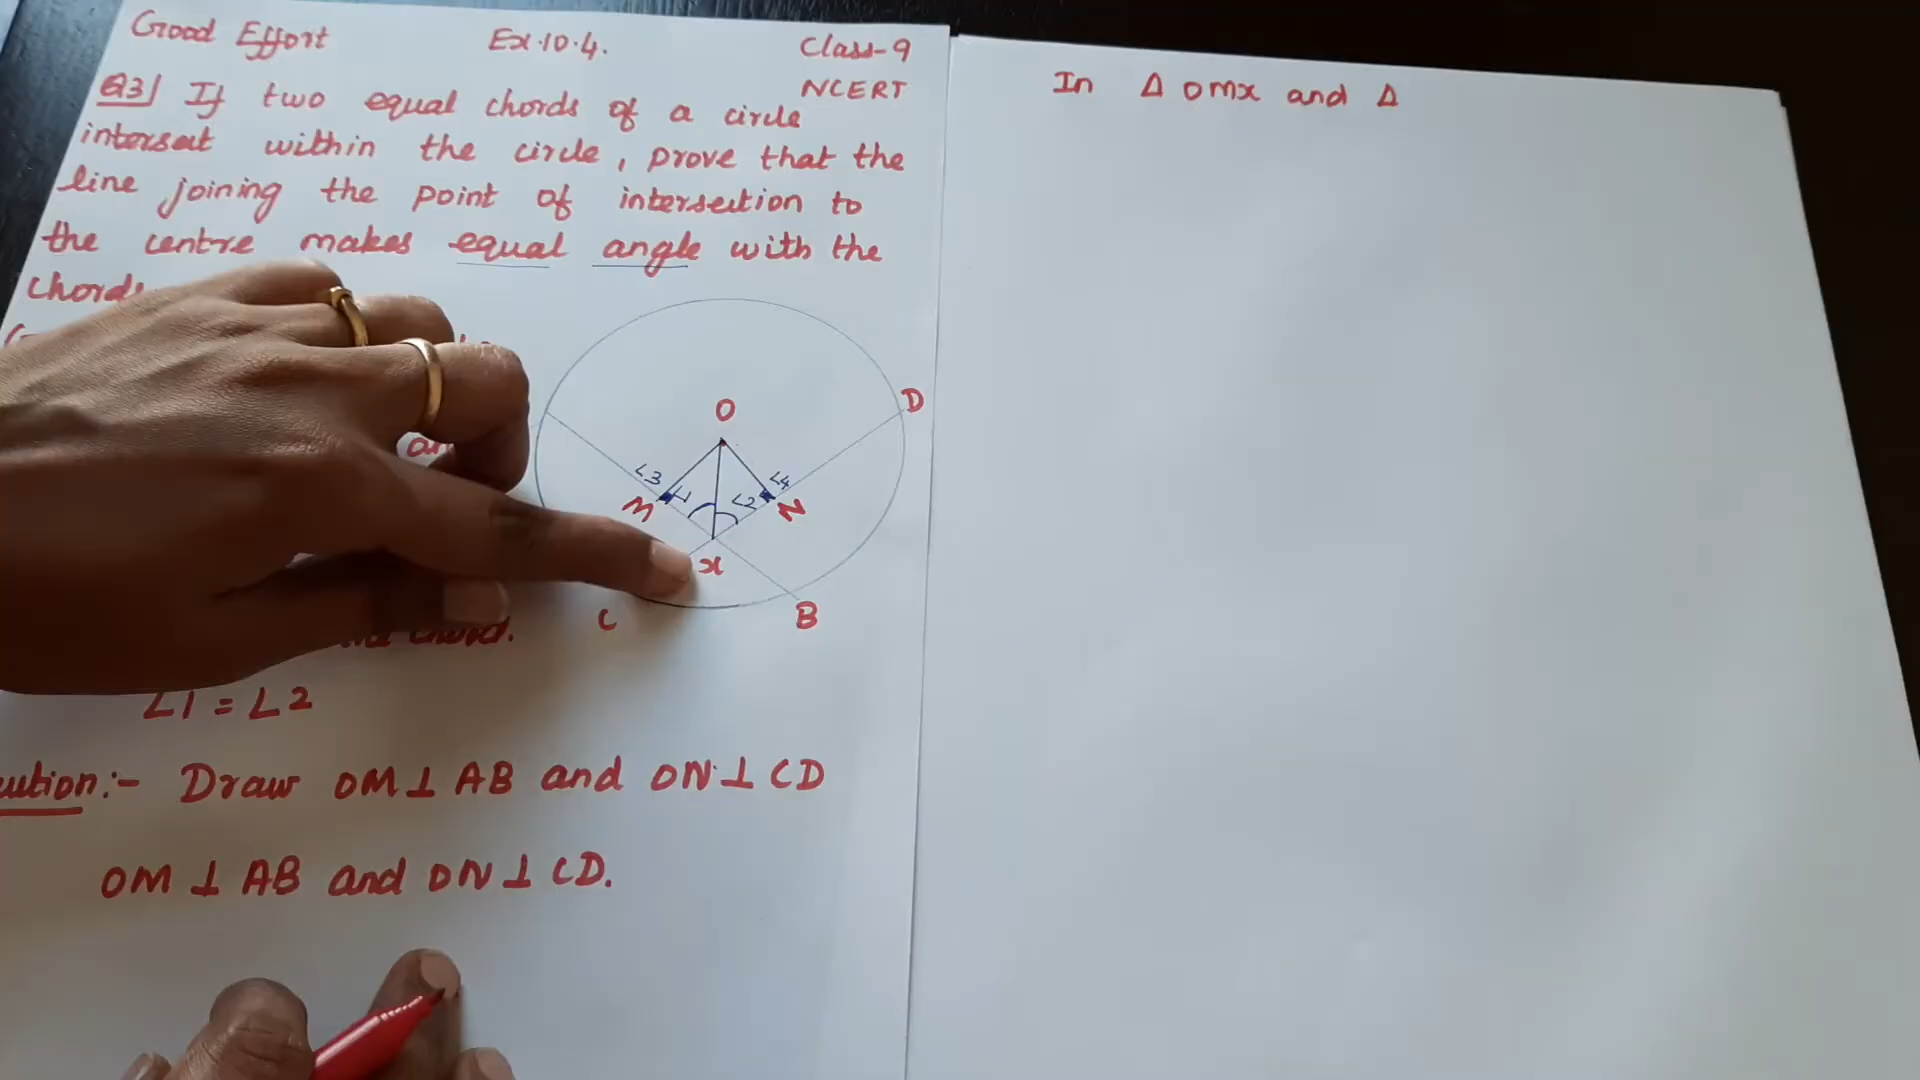 Good Effort Ex.10.4. Class-9
NCERT
Q3/ If two equal chords of a circle
intersect within the circle, prove that the
line joining the point of intersection to
the centre makes equal angle with the
chords
O
D
∠3
∠1
∠2
∠4
M
N
x
C
B
chord.
∠1 = ∠2
Draw OM ⊥ AB and ON ⊥ CD
OM ⊥ AB and ON ⊥ CD.
In Δ OMX and Δ